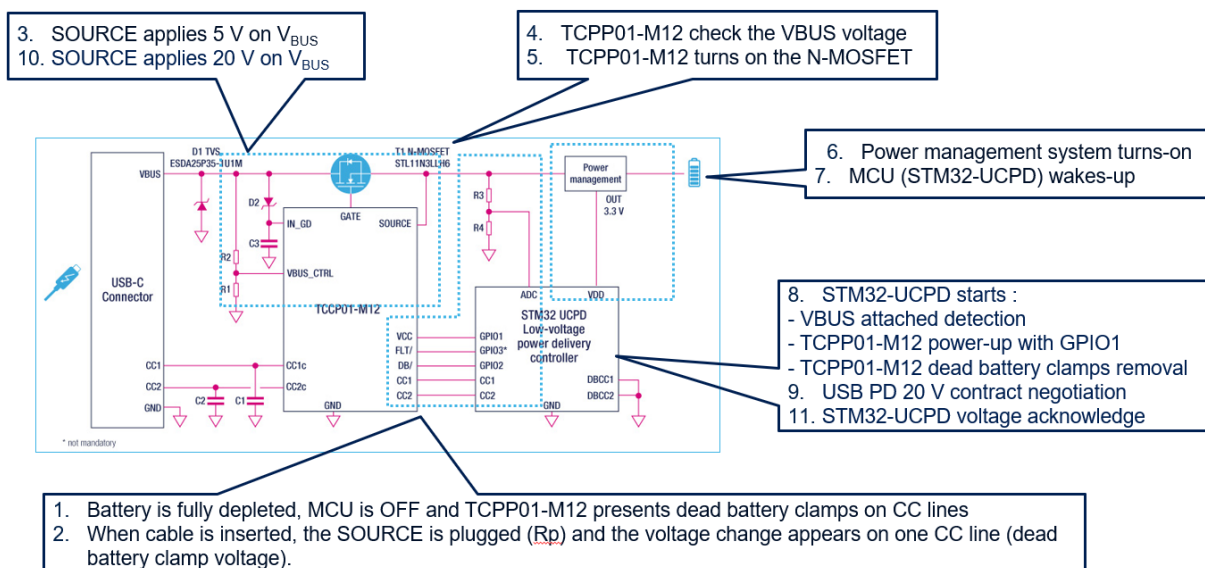 3. SOURCE applies 5 V on VBUS
10. SOURCE applies 20 V on VBUS
4. TCPP01-M12 check the VBUS voltage
5. TCPP01-M12 turns on the N-MOSFET
6. Power management system turns-on
7. MCU (STM32-UCPD) wakes-up
D1 TVS
ESDA25P35-1U1M
T1 N-MOSFET
STL11N3LLH6
VBUS
Power
management
OUT
3.3 V
D2
IN_GD
GATE
SOURCE
C3
R3
R4
R2
VBUS_CTRL
R1
USB-C
Connector
TCCP01-M12
ADC
VDD
STM32 UCPD
Low-voltage
power delivery
controller
VCC
GPIO1
FLT/
GPIO3*
DB/
GPIO2
CC1
CC1c
CC1
CC1
DBCC1
CC2
CC2c
CC2
CC2
DBCC2
C2
C1
GND
GND
GND
* not mandatory
8. STM32-UCPD starts :
- VBUS attached detection
- TCPP01-M12 power-up with GPIO1
- TCPP01-M12 dead battery clamps removal
9. USB PD 20 V contract negotiation
11. STM32-UCPD voltage acknowledge
1. Battery is fully depleted, MCU is OFF and TCPP01-M12 presents dead battery clamps on CC lines
2. When cable is inserted, the SOURCE is plugged (Rp) and the voltage change appears on one CC line (dead
battery clamp voltage).